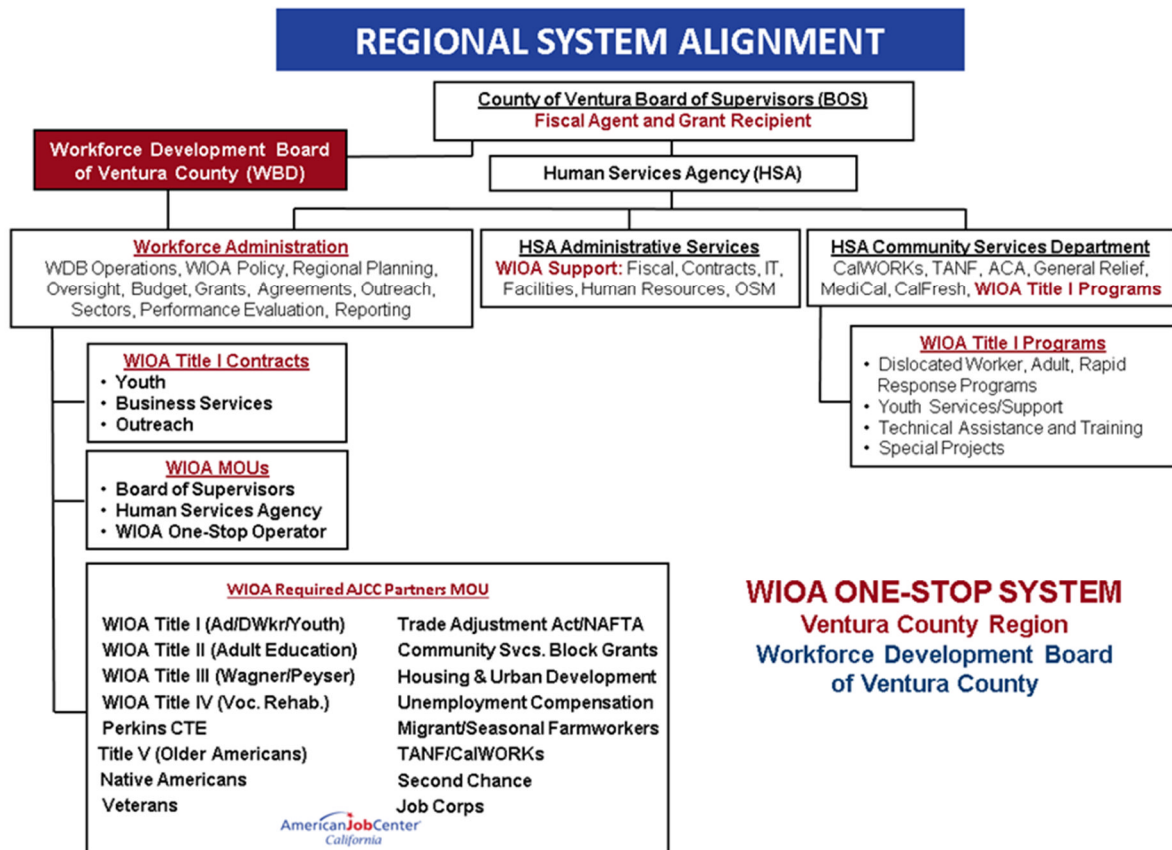 REGIONAL SYSTEM ALIGNMENT
County of Ventura Board of Supervisors (BOS)
Fiscal Agent and Grant Recipient
Workforce Development Board
of Ventura County (WBD)
Human Services Agency (HSA)
Workforce Administration
WDB Operations, WIOA Policy, Regional Planning,
Oversight, Budget, Grants, Agreements, Outreach,
Sectors, Performance Evaluation, Reporting
HSA Administrative Services
WIOA Support: Fiscal, Contracts, IT,
Facilities, Human Resources, OSM
HSA Community Services Department
CalWORKs, TANF, ACA, General Relief,
MediCal, CalFresh, WIOA Title I Programs
WIOA Title I Contracts
• Youth
• Business Services
• Outreach
WIOA Title I Programs
• Dislocated Worker, Adult, Rapid
Response Programs
• Youth Services/Support
• Technical Assistance and Training
• Special Projects
WIOA MOUs
• Board of Supervisors
• Human Services Agency
• WIOA One-Stop Operator
WIOA Required AJCC Partners MOU
WIOA Title I (Ad/DWkr/Youth)
WIOA Title II (Adult Education)
WIOA Title III (Wagner/Peyser)
WIOA Title IV (Voc. Rehab.)
Perkins CTE
Title V (Older Americans)
Native Americans
Veterans
Trade Adjustment Act/NAFTA
Community Svcs. Block Grants
Housing & Urban Development
Unemployment Compensation
Migrant/Seasonal Farmworkers
TANF/CalWORKs
Second Chance
Job Corps
AmericanJobCenter
California
WIOA ONE-STOP SYSTEM
Ventura County Region
Workforce Development Board
of Ventura County